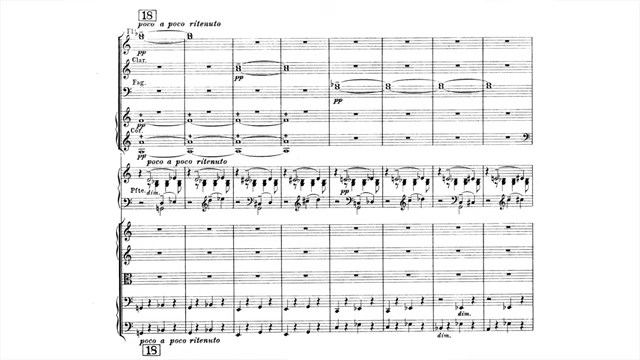 18
poco a poco ritenuto
Fl.
pp
Clar.
pp
Fag.
pp
Cor.
pp
poco a poco ritenuto
Pfte.
dim.
pp
dim.
poco a poco ritenuto
dim.
18